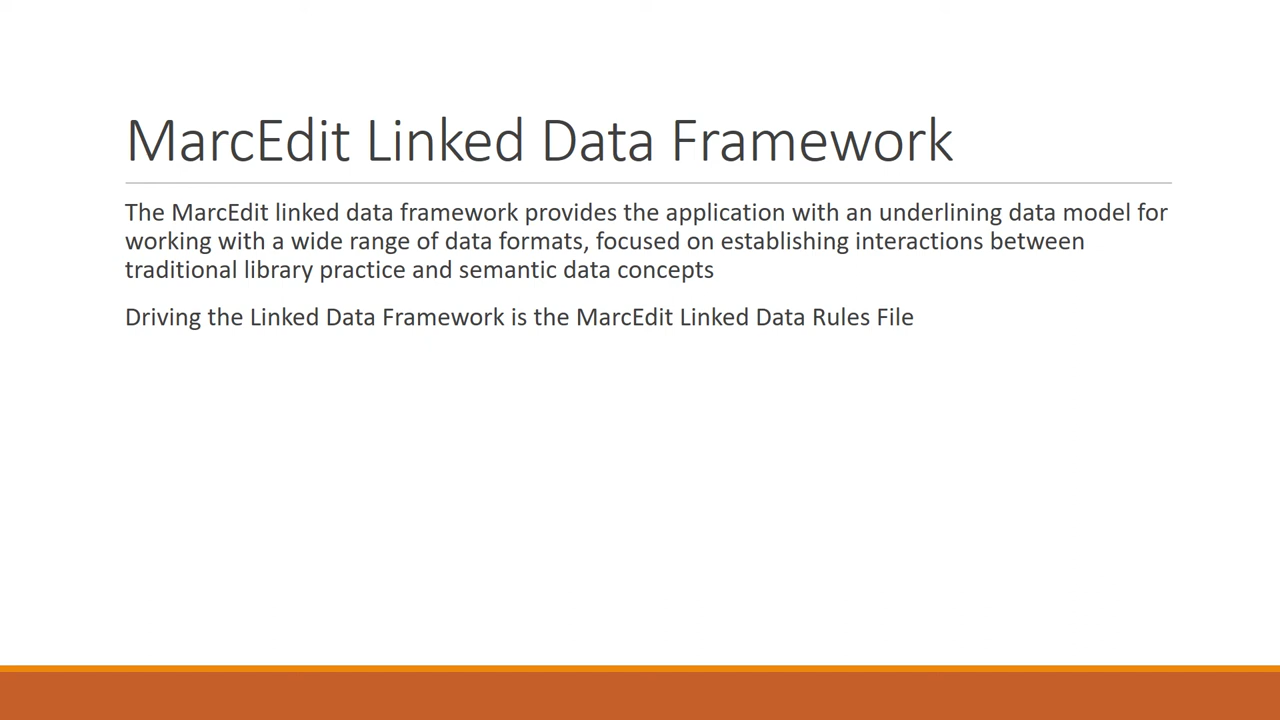 MarcEdit Linked Data Framework
The MarcEdit linked data framework provides the application with an underlining data model for
working with a wide range of data formats, focused on establishing interactions between
traditional library practice and semantic data concepts
Driving the Linked Data Framework is the MarcEdit Linked Data Rules File